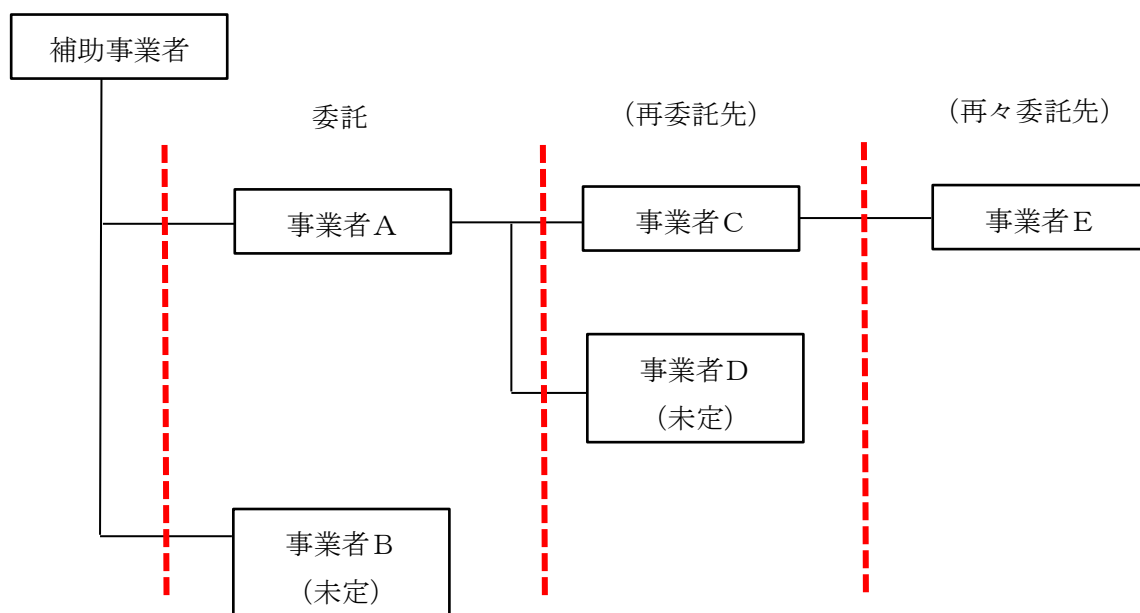 補助事業者
委託
（再委託先）
（再々委託先）
事業者Ａ
事業者Ｃ
事業者Ｅ
事業者Ｄ
（未定）
事業者Ｂ
（未定）